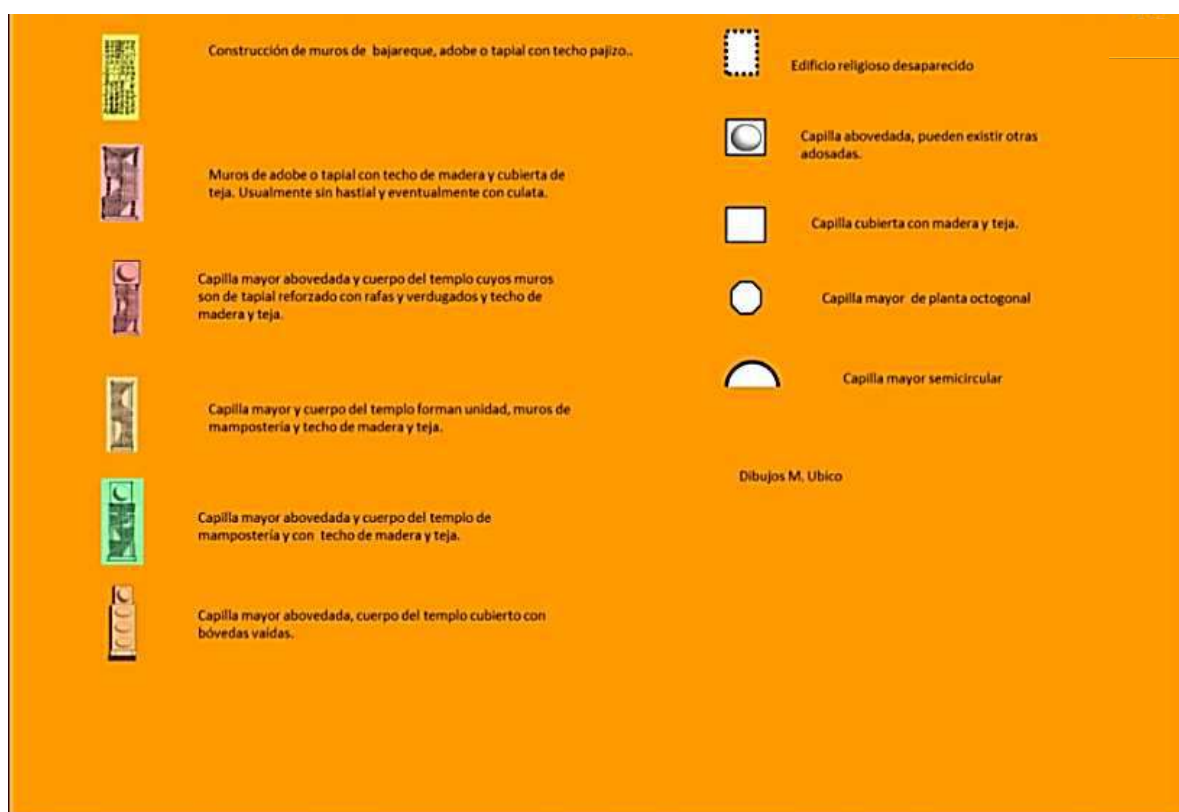 Construcción de muros de bajareque, adobe o tapial con techo pajizo..
Muros de adobe o tapial con techo de madera y cubierta de
teja. Usualmente sin hastial y eventualmente con culata.
Capilla mayor abovedada y cuerpo del templo cuyos muros
son de tapial reforzado con rafas y verdugados y techo de
madera y teja.
Capilla mayor y cuerpo del templo forman unidad, muros de
mampostería y techo de madera y teja.
Capilla mayor abovedada y cuerpo del templo de
mampostería y con techo de madera y teja.
Capilla mayor abovedada, cuerpo del templo cubierto con
bóvedas vaídas.
Edificio religioso desaparecido
Capilla abovedada, pueden existir otras
adosadas.
Capilla cubierta con madera y teja.
Capilla mayor de planta octogonal
Capilla mayor semicircular
Dibujos M. Ubico